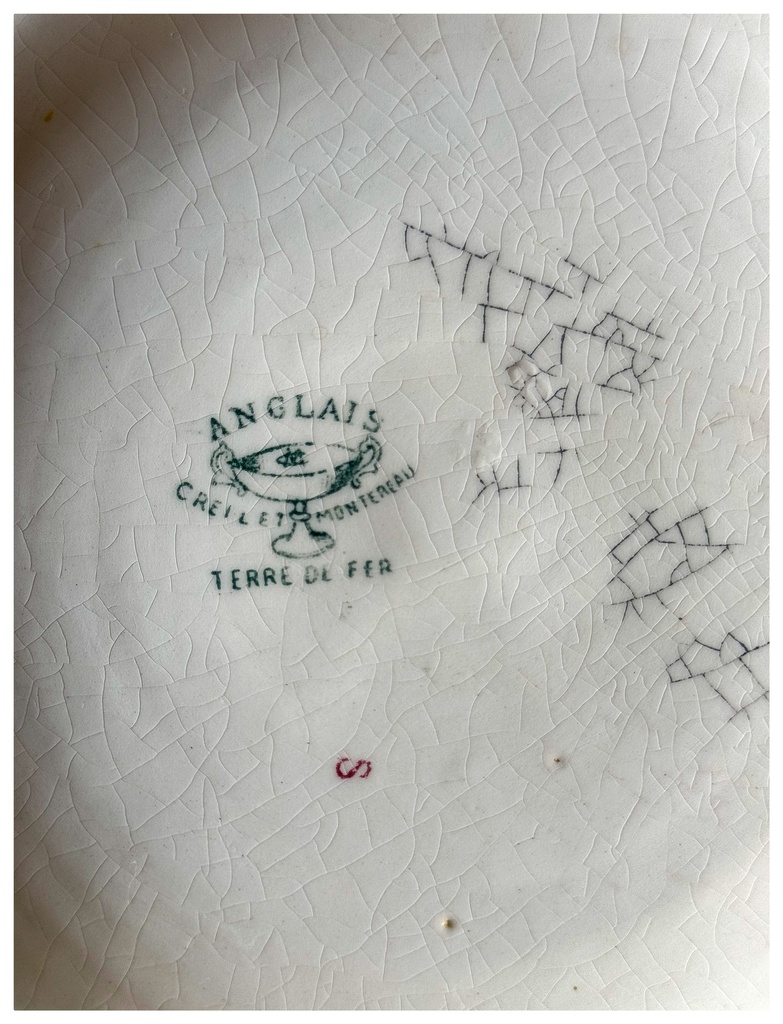 ANGLAIS
CREIL ET MONTEREAU
TERRE DE FER
S